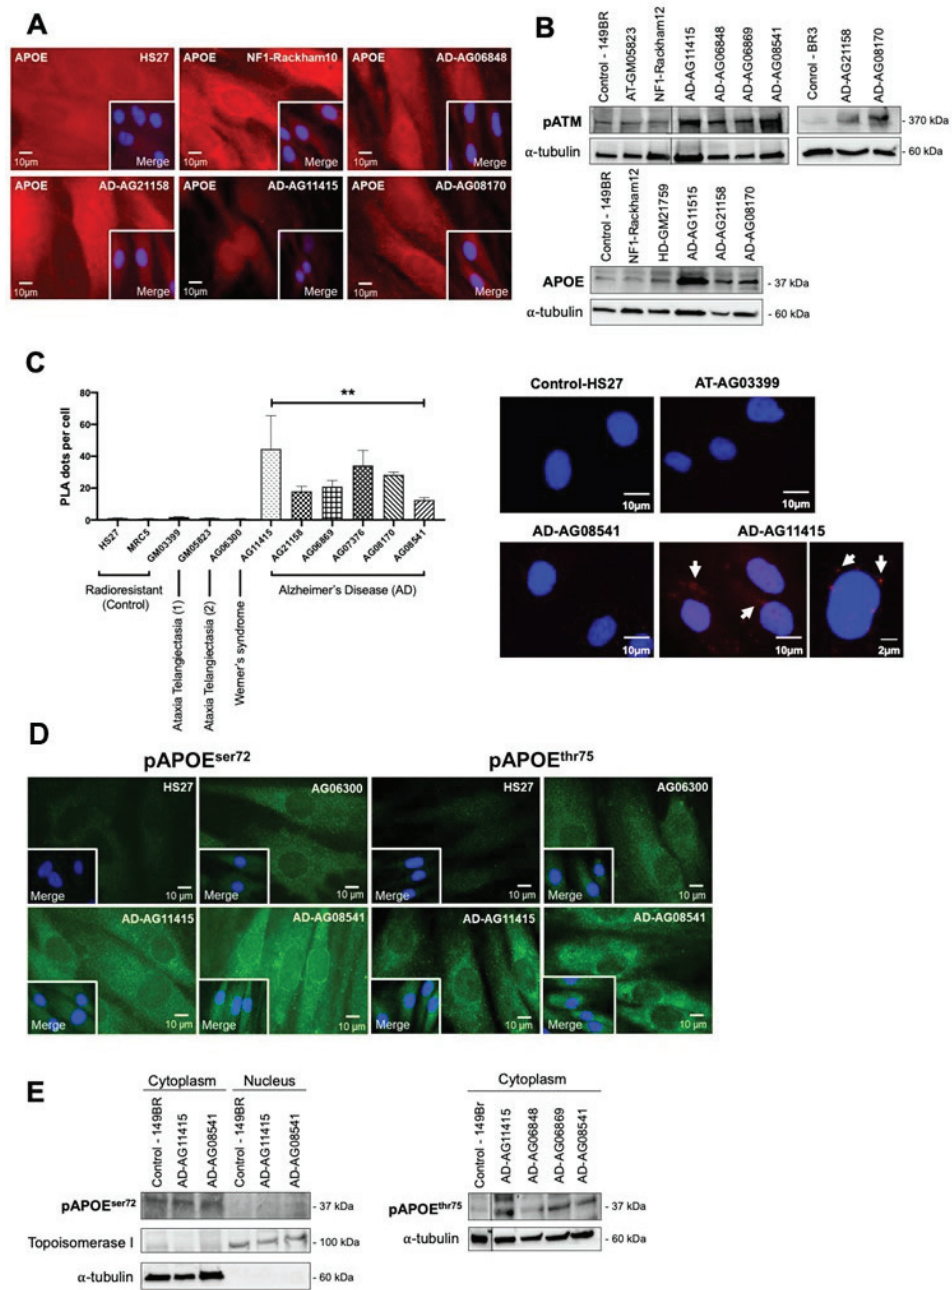 A
APOE HS27
Merge
10µm
APOE NF1-Rackham10
Merge
10µm
APOE AD-AG06848
Merge
10µm
APOE AD-AG21158
Merge
10µm
APOE AD-AG11415
Merge
10µm
APOE AD-AG08170
Merge
10µm
B
Control - 149BR
AT-GM05823
NF1-Rackham12
AD-AG11415
AD-AG06848
AD-AG06869
AD-AG08541
Conrol - BR3
AD-AG21158
AD-AG08170
pATM
- 370 kDa
α-tubulin
- 60 kDa
Control - 149BR
NF1-Rackham12
HD-GM21759
AD-AG11515
AD-AG21158
AD-AG08170
APOE
- 37 kDa
α-tubulin
- 60 kDa
C
PLA dots per cell
80
60
40
20
0
**
HS27
MRC5
GM03399
GM05823
AG06300
AG11415
AG21158
AG06869
AG07376
AG08170
AG08541
Radioresistant
(Control)
Ataxia Telangiectasia (1)
Ataxia Telangiectasia (2)
Werner's syndrome
Alzheimer's Disease (AD)
Control-HS27
10µm
AT-AG03399
10µm
AD-AG08541
10µm
AD-AG11415
10µm
2µm
D
pAPOEser72
pAPOEthr75
HS27
Merge
10 µm
AG06300
Merge
10 µm
HS27
Merge
10 µm
AG06300
Merge
10 µm
AD-AG11415
Merge
10 µm
AD-AG08541
Merge
10 µm
AD-AG11415
Merge
10 µm
AD-AG08541
Merge
10 µm
E
Cytoplasm
Nucleus
Control - 149BR
AD-AG11415
AD-AG08541
Control - 149BR
AD-AG11415
AD-AG08541
pAPOEser72
- 37 kDa
Topoisomerase I
- 100 kDa
α-tubulin
- 60 kDa
Cytoplasm
Control - 149Br
AD-AG11415
AD-AG06848
AD-AG06869
AD-AG08541
pAPOEthr75
- 37 kDa
α-tubulin
- 60 kDa